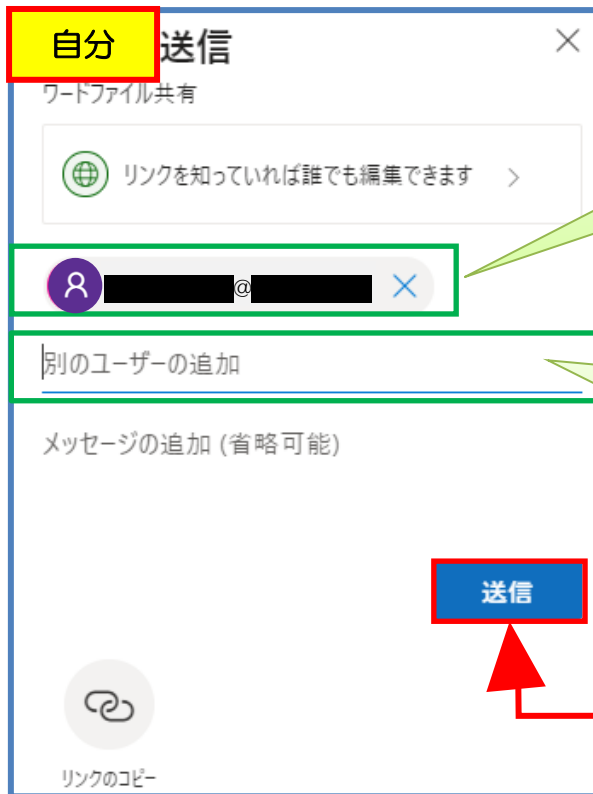 自分
送信
ワードファイル共有
リンクを知っていれば誰でも編集できます
@
別のユーザーの追加
メッセージの追加 (省略可能)
送信
リンクのコピー